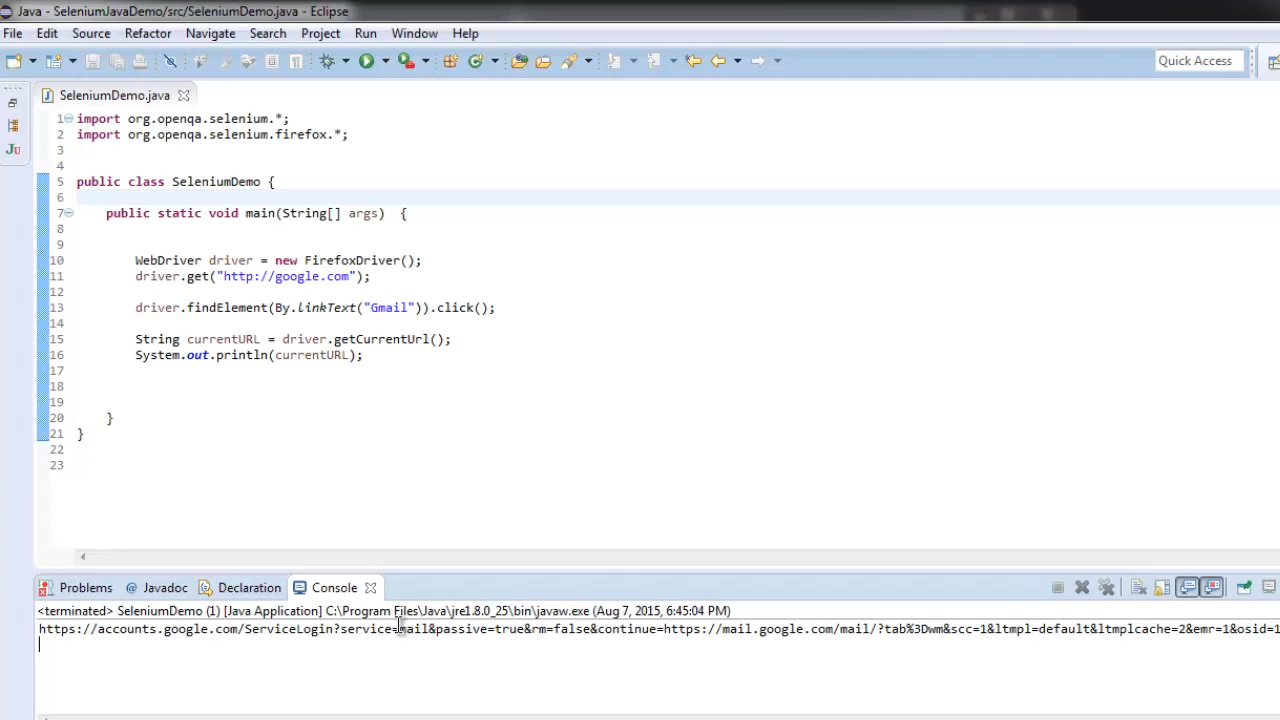 Java - SeleniumJavaDemo/src/SeleniumDemo.java - Eclipse
File Edit Source Refactor Navigate Search Project Run Window Help
Quick Access
SeleniumDemo.java
1 import org.openqa.selenium.*;
2 import org.openqa.selenium.firefox.*;
3
4
5 public class SeleniumDemo {
6
7 public static void main(String[] args) {
8
9
10 WebDriver driver = new FirefoxDriver();
11 driver.get("http://google.com");
12
13 driver.findElement(By.linkText("Gmail")).click();
14
15 String currentURL = driver.getCurrentUrl();
16 System.out.println(currentURL);
17
18
19
20 }
21 }
22
23
Problems @ Javadoc Declaration Console
<terminated> SeleniumDemo (1) [Java Application] C:\Program Files\Java\jre1.8.0_25\bin\javaw.exe (Aug 7, 2015, 6:45:04 PM)
https://accounts.google.com/ServiceLogin?service=mail&passive=true&rm=false&continue=https://mail.google.com/mail/?tab%3Dwm&scc=1&ltmpl=default&ltmplcache=2&emr=1&osid=1